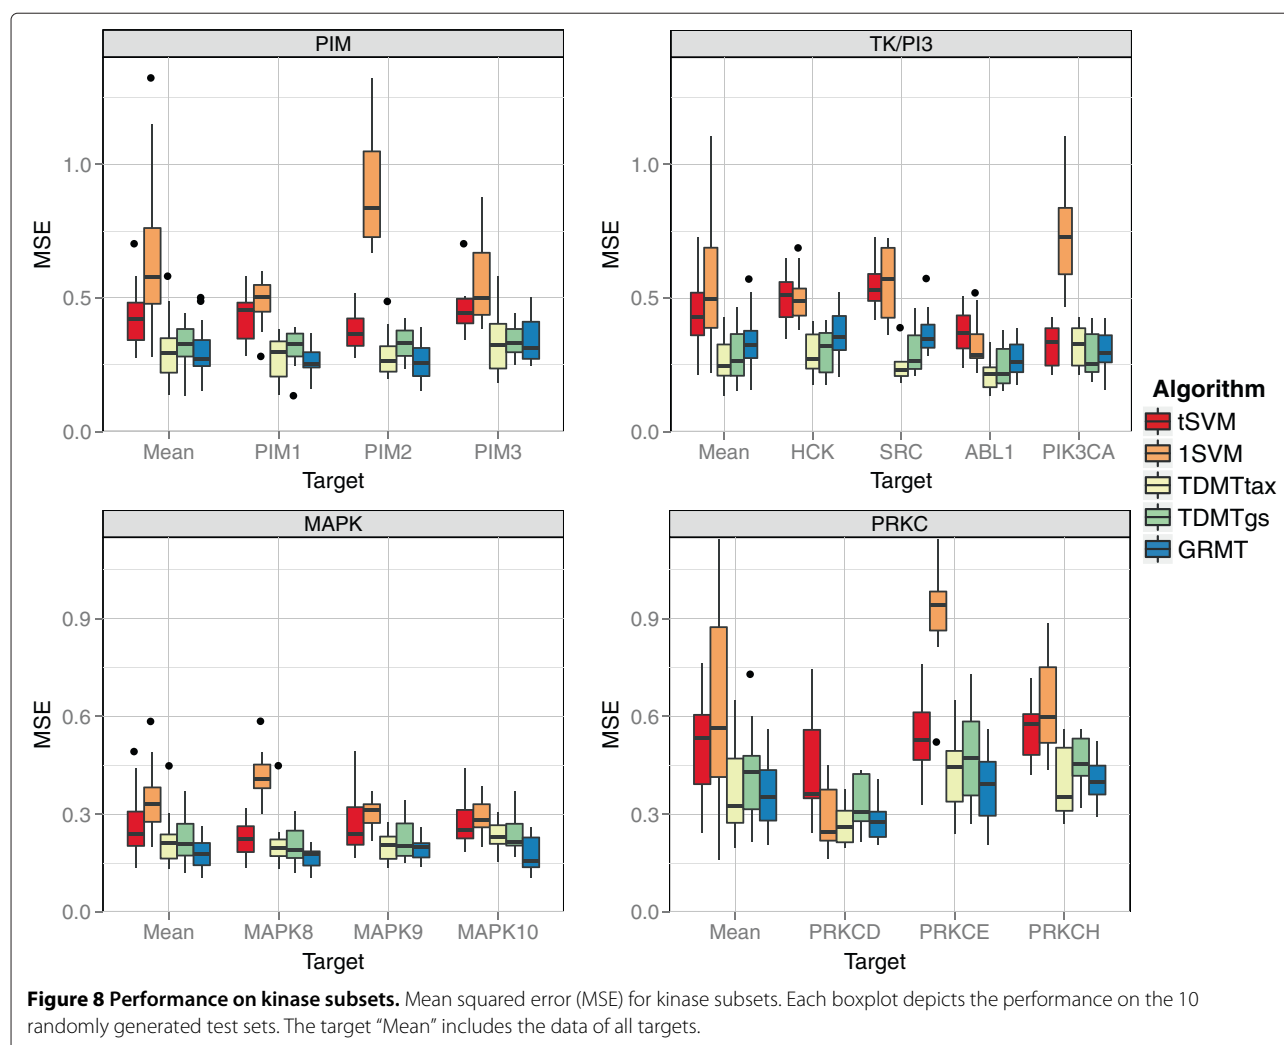 PIM
TK/PI3
MSE
1.0
0.5
0.0
Mean PIM1 PIM2 PIM3
Target
MSE
1.0
0.5
0.0
Mean HCK SRC ABL1 PIK3CA
Target
Algorithm
tSVM
1SVM
TDMTtax
TDMTgs
GRMT
MAPK
PRKC
MSE
0.9
0.6
0.3
0.0
Mean MAPK8 MAPK9 MAPK10
Target
MSE
0.9
0.6
0.3
0.0
Mean PRKCD PRKCE PRKCH
Target
Figure 8 Performance on kinase subsets. Mean squared error (MSE) for kinase subsets. Each boxplot depicts the performance on the 10
randomly generated test sets. The target “Mean” includes the data of all targets.